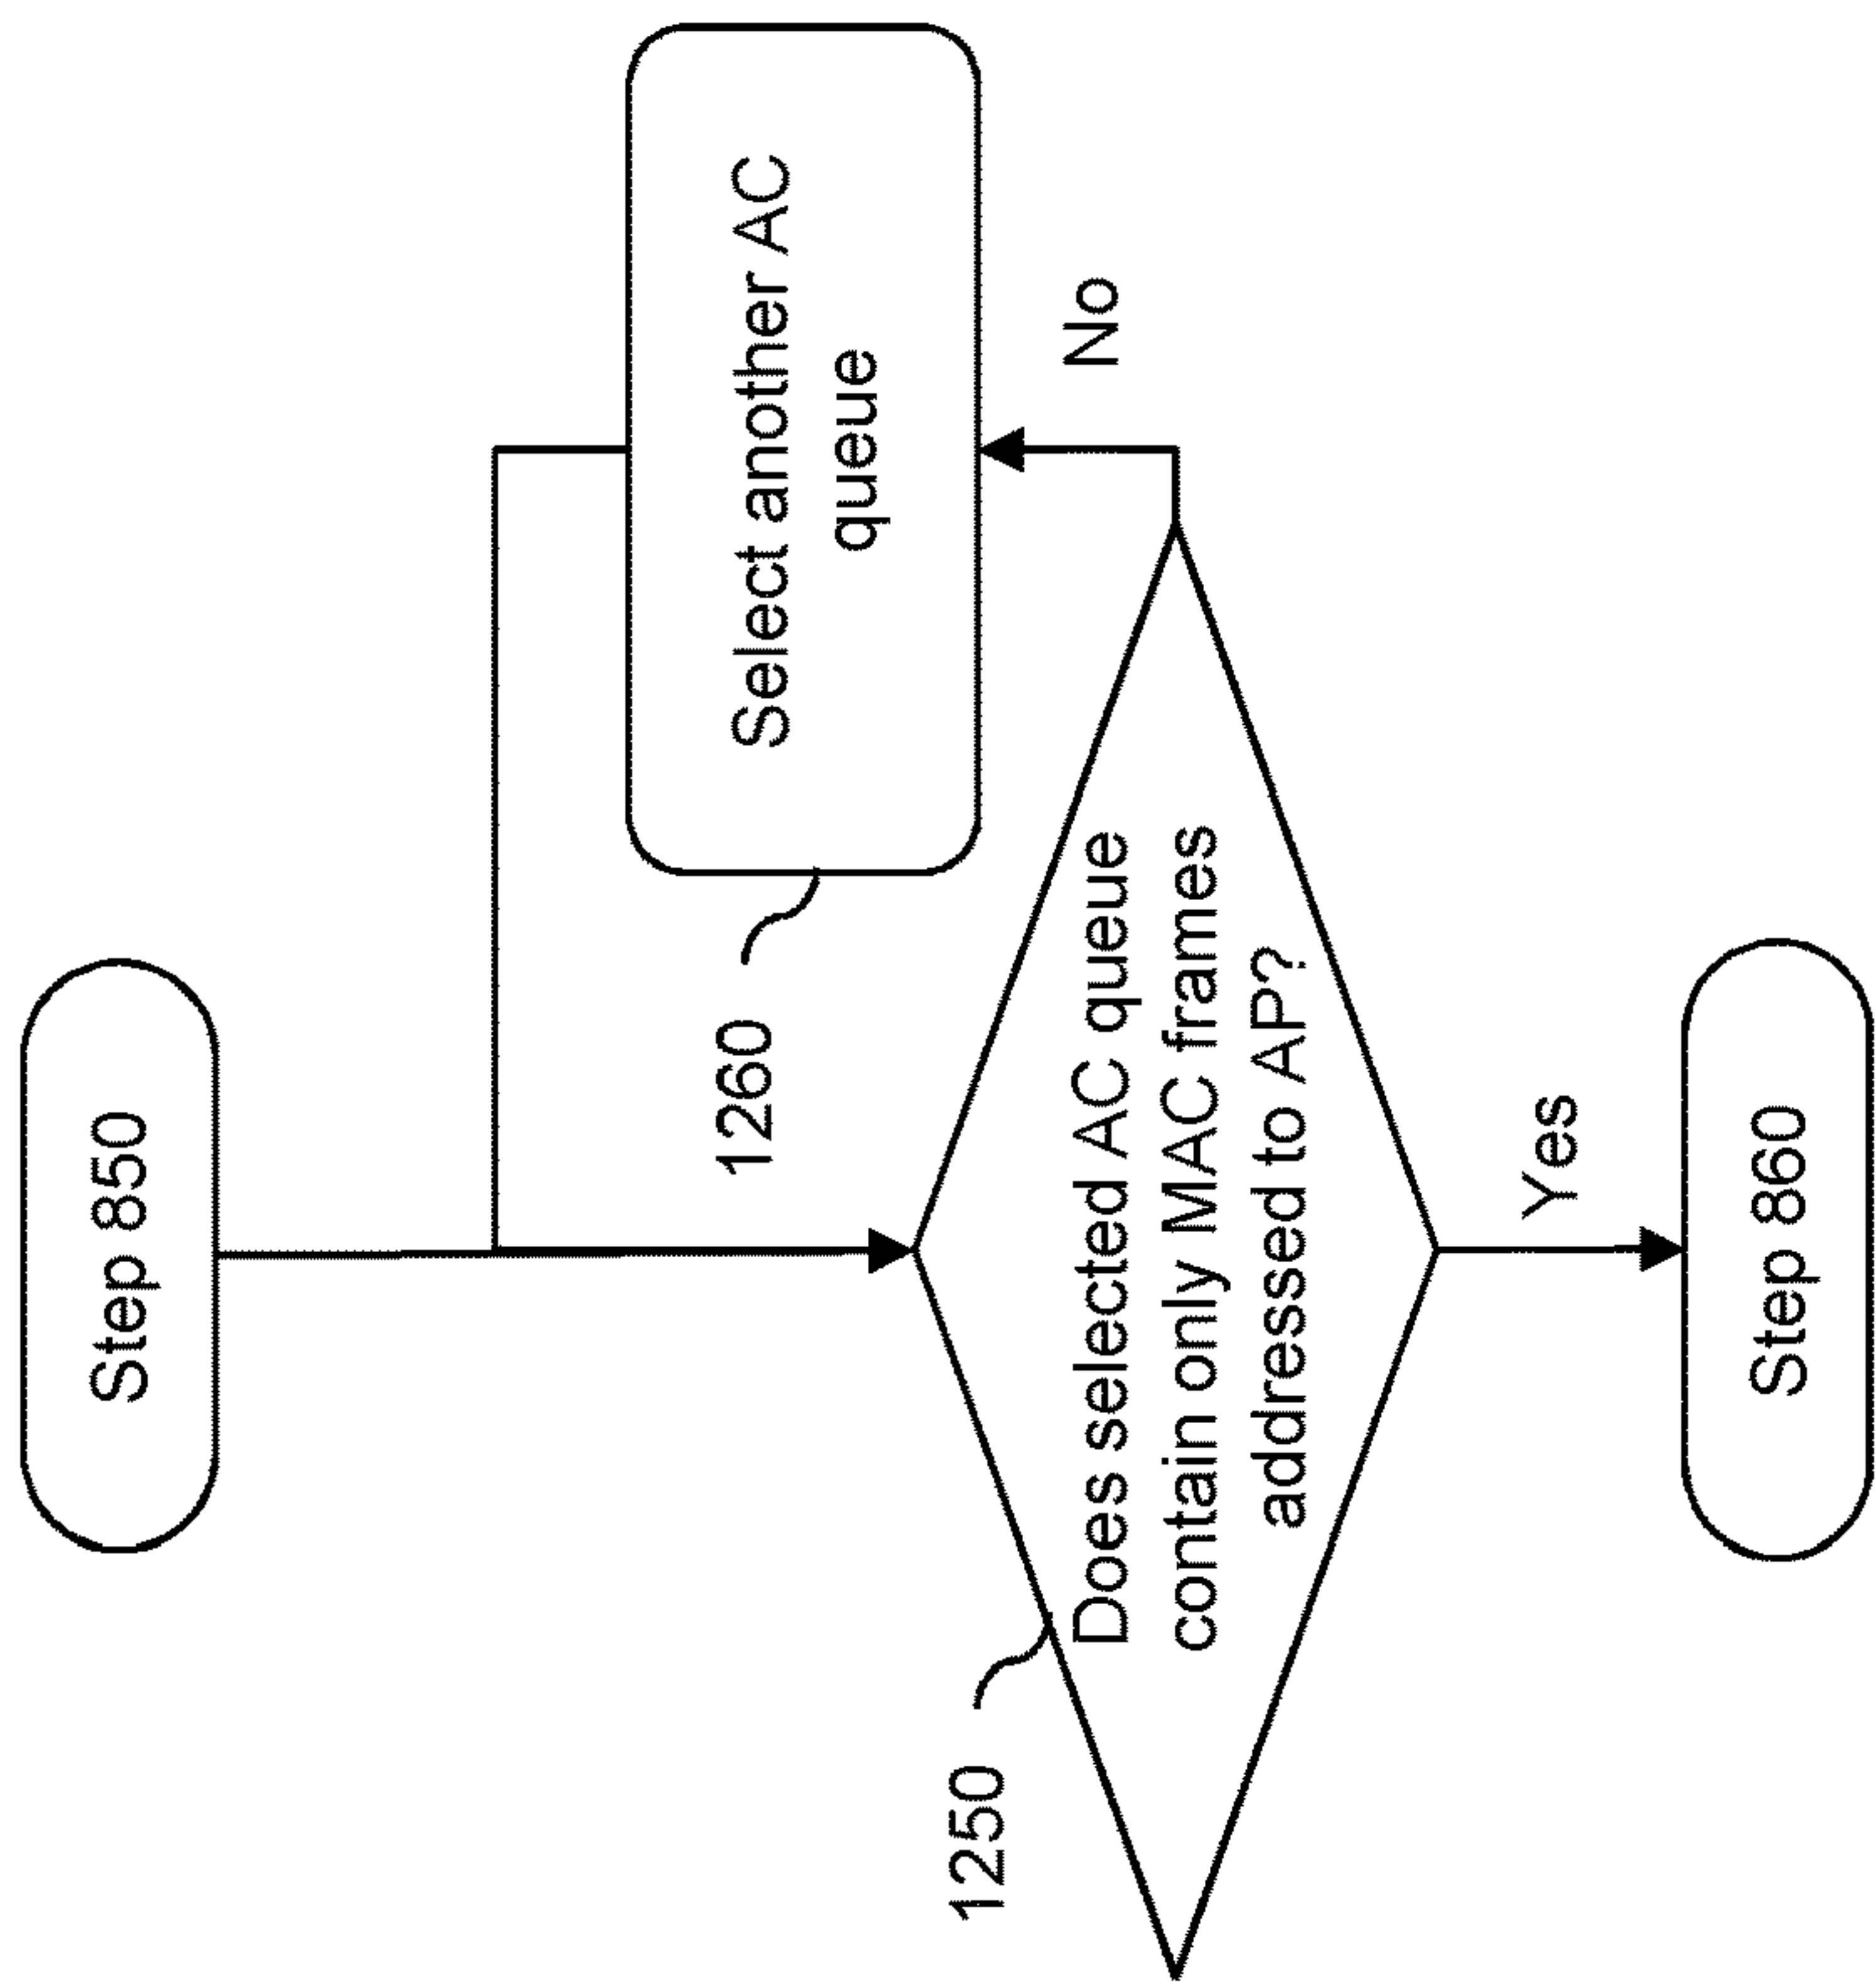 Step 850
1260
Select another AC
queue
No
1250
Does selected AC queue
contain only MAC frames
addressed to AP?
Yes
Step 860